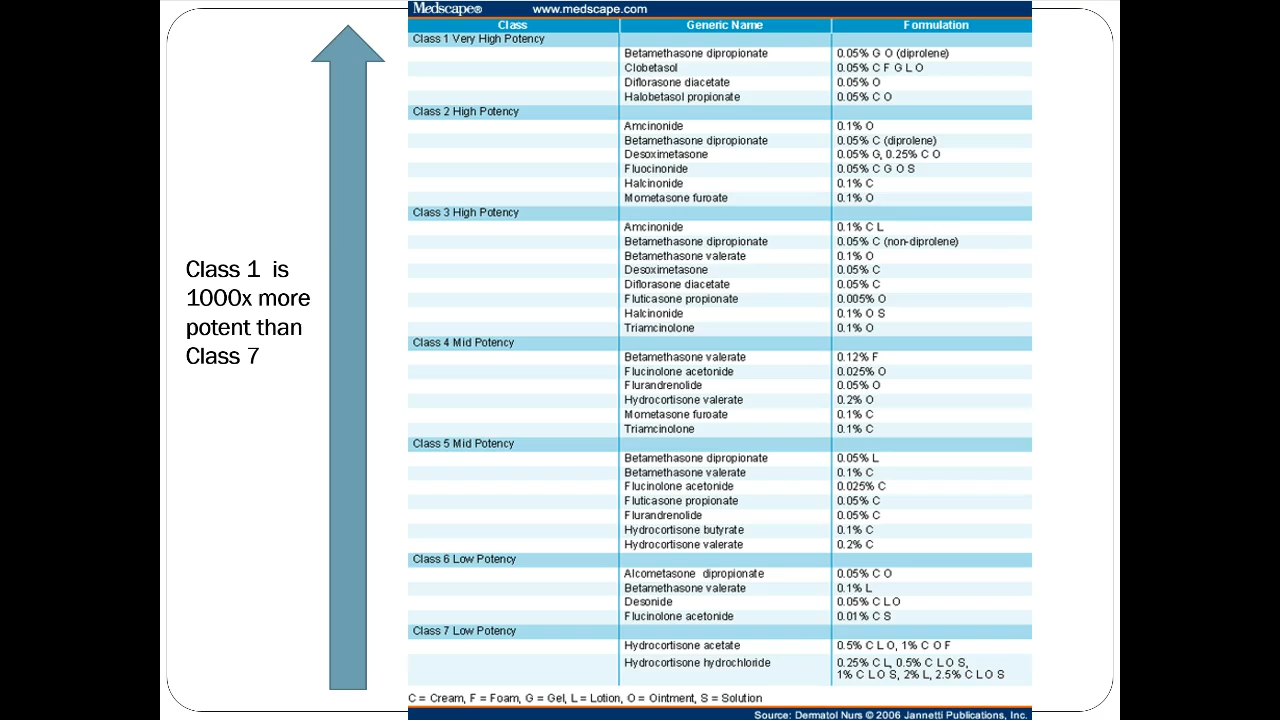 Medscape® www.medscape.com
Class Generic Name Formulation
Class 1 Very High Potency
Betamethasone dipropionate 0.05% G O (diprolene)
Clobetasol 0.05% C F G L O
Diflorasone diacetate 0.05% O
Halobetasol propionate 0.05% C O
Class 2 High Potency
Amcinonide 0.1% O
Betamethasone dipropionate 0.05% C (diprolene)
Desoximetasone 0.05% G, 0.25% C O
Fluocinonide 0.05% C G O S
Halcinonide 0.1% C
Mometasone furoate 0.1% O
Class 3 High Potency
Amcinonide 0.1% C L
Betamethasone dipropionate 0.05% C (non-diprolene)
Betamethasone valerate 0.1% O
Desoximetasone 0.05% C
Diflorasone diacetate 0.05% C
Fluticasone propionate 0.005% O
Halcinonide 0.1% O S
Triamcinolone 0.1% O
Class 4 Mid Potency
Betamethasone valerate 0.12% F
Flucinolone acetonide 0.025% O
Flurandrenolide 0.05% O
Hydrocortisone valerate 0.2% O
Mometasone furoate 0.1% C
Triamcinolone 0.1% C
Class 5 Mid Potency
Betamethasone dipropionate 0.05% L
Betamethasone valerate 0.1% C
Flucinolone acetonide 0.025% C
Fluticasone propionate 0.05% C
Flurandrenolide 0.05% C
Hydrocortisone butyrate 0.1% C
Hydrocortisone valerate 0.2% C
Class 6 Low Potency
Alcometasone dipropionate 0.05% C O
Betamethasone valerate 0.1% L
Desonide 0.05% C L O
Flucinolone acetonide 0.01% C S
Class 7 Low Potency
Hydrocortisone acetate 0.5% C L O, 1% C O F
Hydrocortisone hydrochloride 0.25% C L, 0.5% C L O S,
1% C L O S, 2% L, 2.5% C L O S
C = Cream, F = Foam, G = Gel, L = Lotion, O = Ointment, S = Solution
Source: Dermatol Nurs © 2006 Jannetti Publications, Inc.
Class 1 is
1000x more
potent than
Class 7